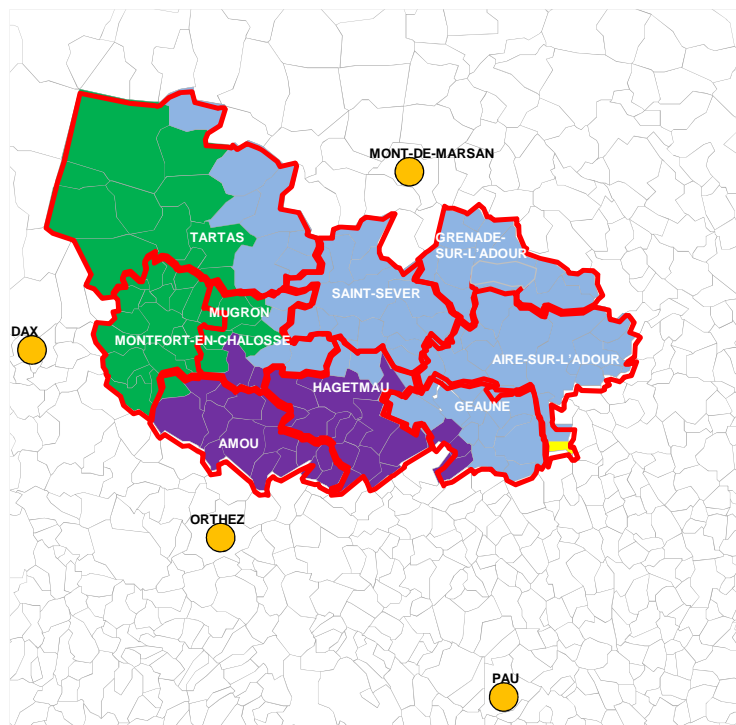 MONT-DE-MARSAN
TARTAS
GRENADE-
SUR-L'ADOUR
SAINT-SEVER
MUGRON
DAX
MONTFORT-EN-CHALOSSE
AIRE-SUR-L'ADOUR
HAGETMAU
GEAUNE
AMOU
ORTHEZ
PAU